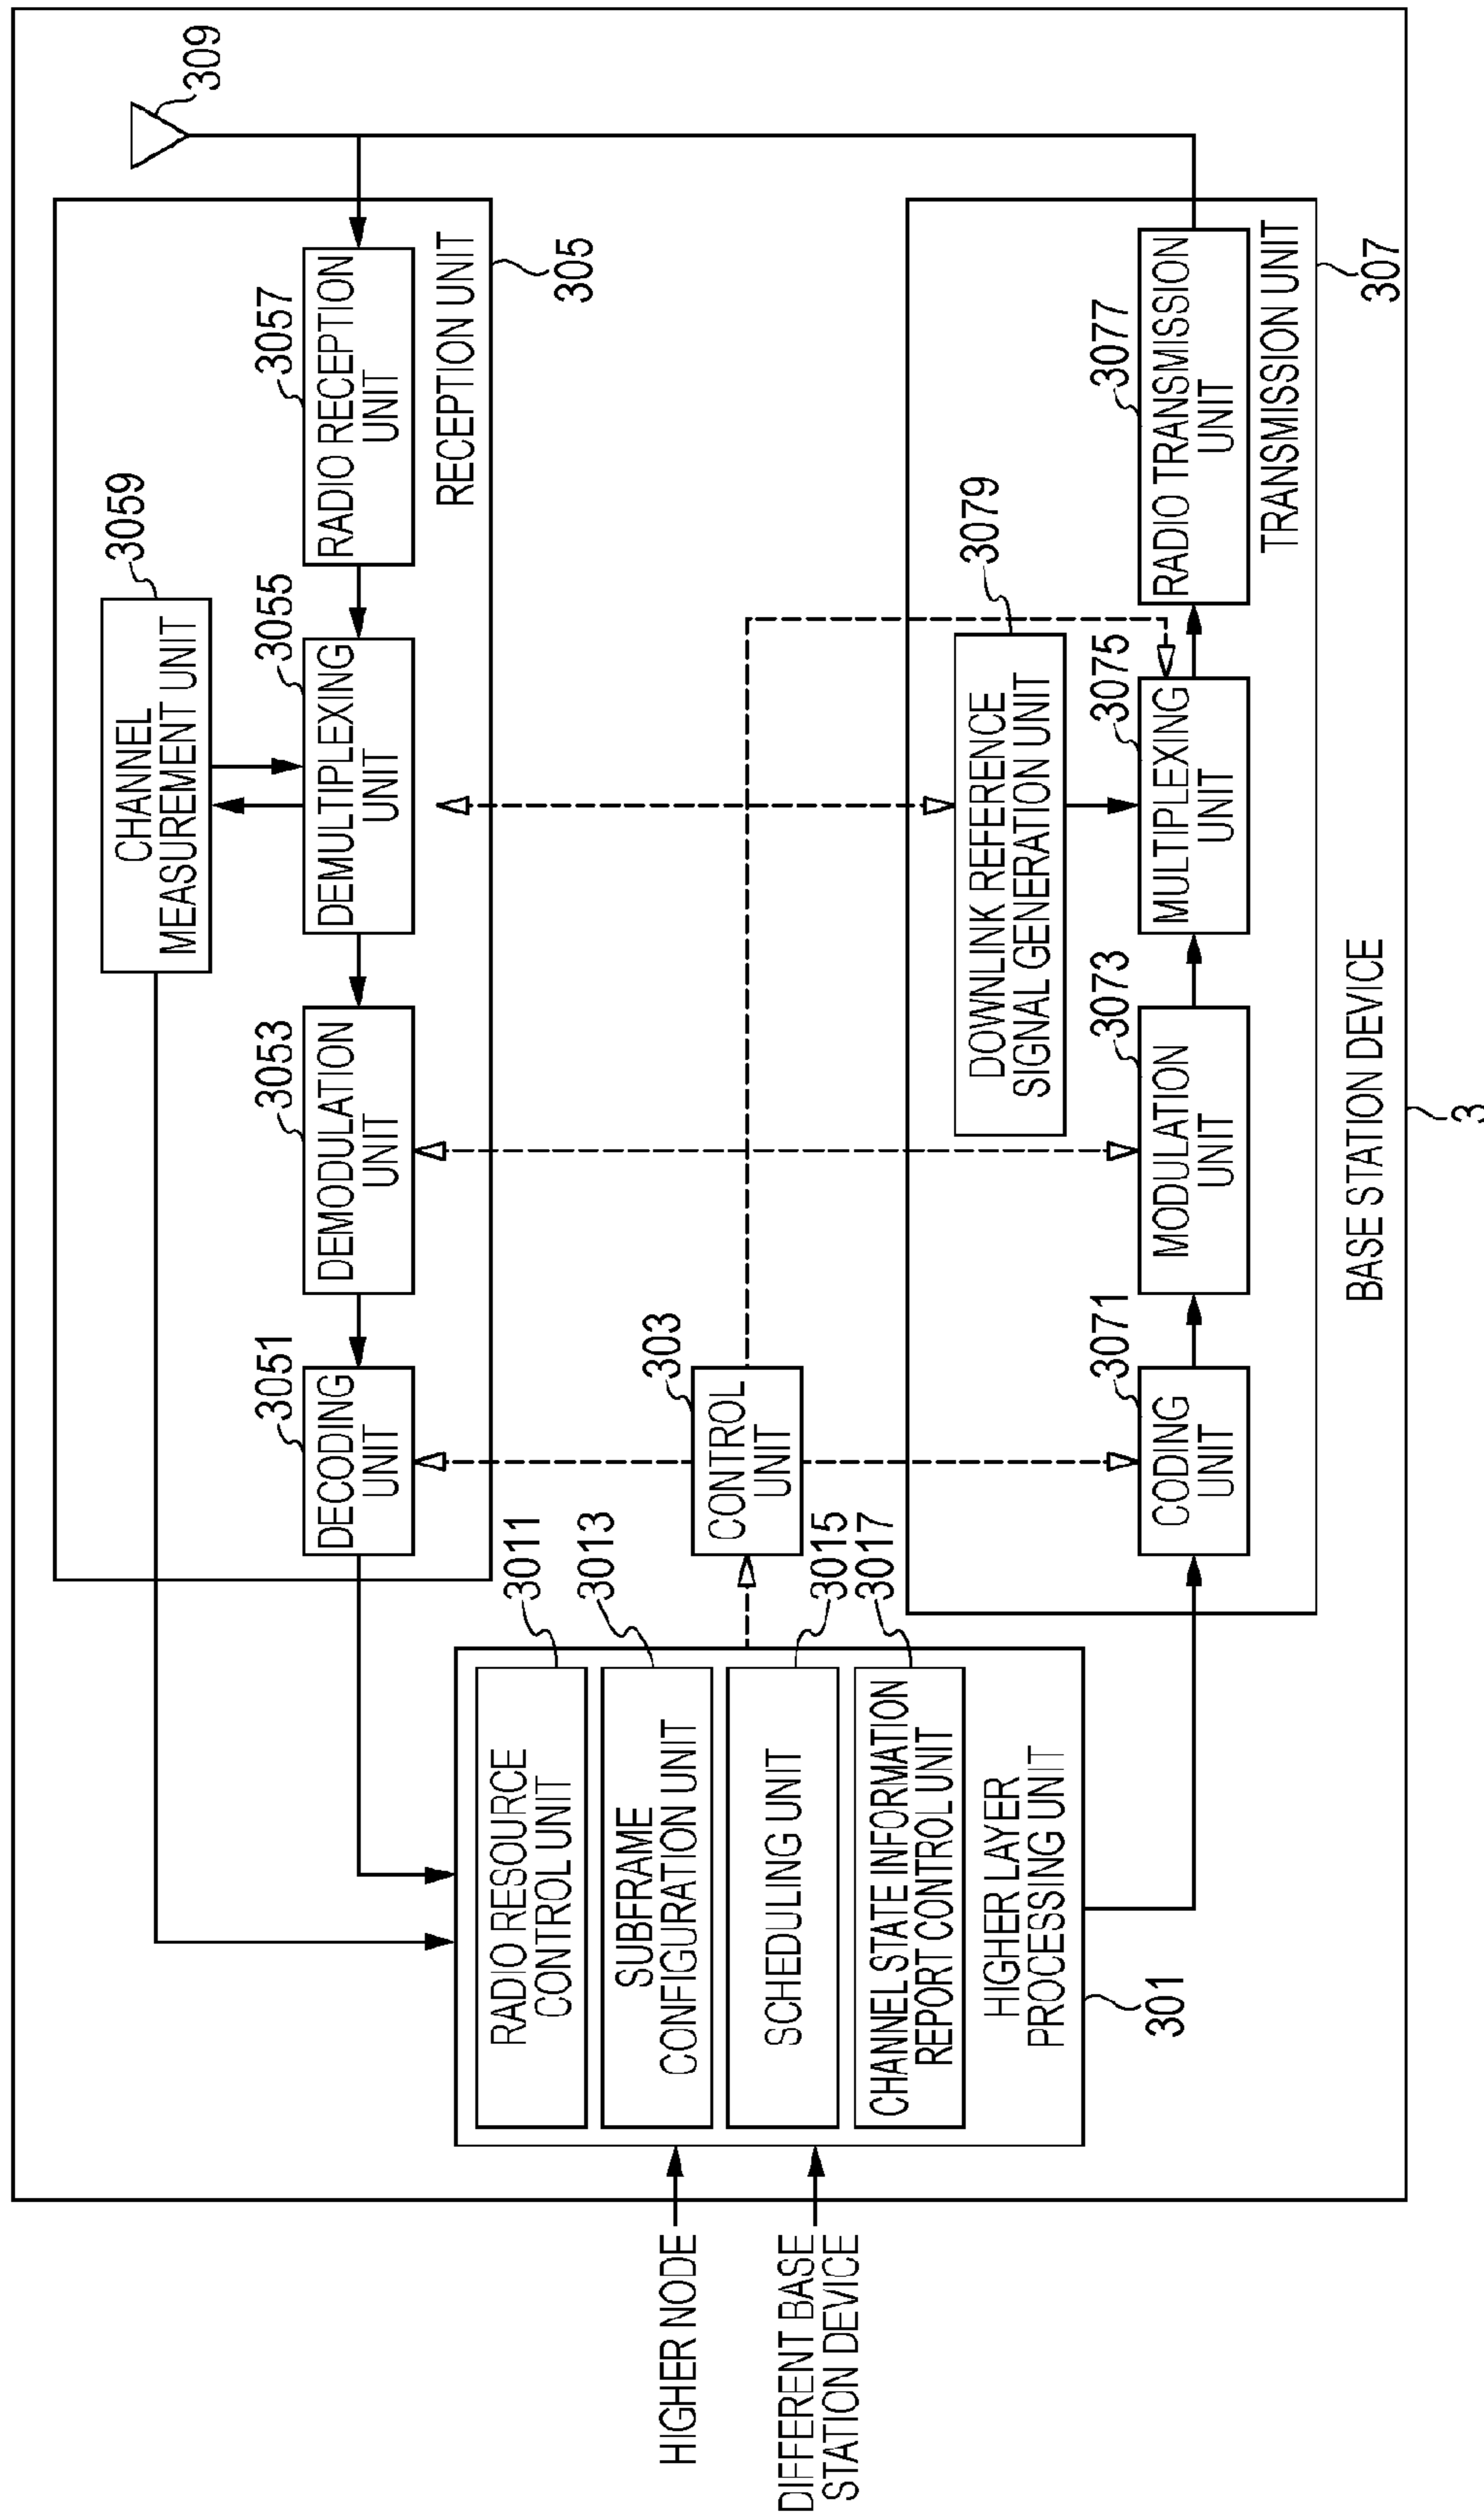 HIGHER NODE
DIFFERENT BASE
STATION DEVICE
RADIO RESOURCE
CONTROL UNIT
3011
SUBFRAME
CONFIGURATION UNIT
3013
SCHEDULING UNIT
3015
CHANNEL STATE INFORMATION
REPORT CONTROL UNIT
3017
HIGHER LAYER
PROCESSING UNIT
301
CHANNEL
MEASUREMENT UNIT
3059
DECODING
UNIT
3051
DEMODULATION
UNIT
3053
DEMULTIPLEXING
UNIT
3055
RADIO RECEPTION
UNIT
3057
RECEPTION UNIT
305
309
CONTROL
UNIT
303
DOWNLINK REFERENCE
SIGNAL GENERATION UNIT
3079
CODING
UNIT
3071
MODULATION
UNIT
3073
MULTIPLEXING
UNIT
3075
RADIO TRANSMISSION
UNIT
3077
TRANSMISSION UNIT
307
BASE STATION DEVICE
3